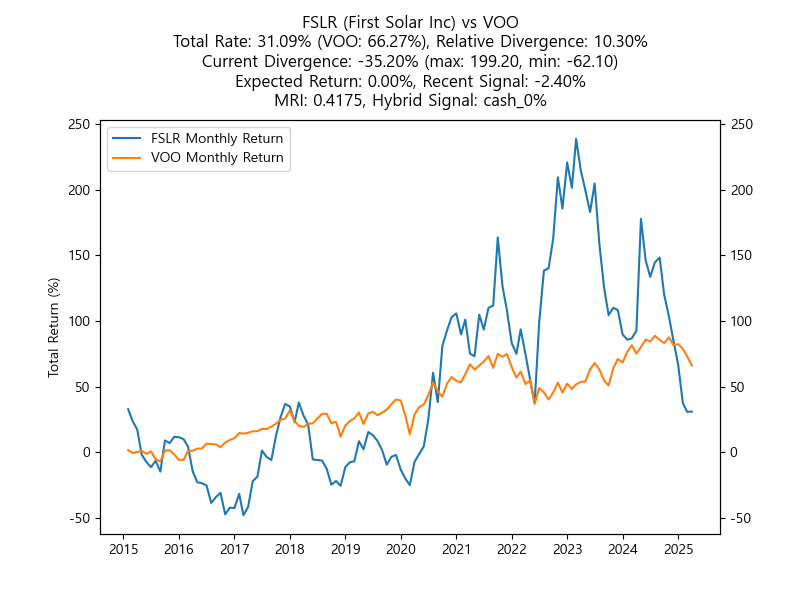 FSLR (First Solar Inc) vs VOO
Total Rate: 31.09% (VOO: 66.27%), Relative Divergence: 10.30%
Current Divergence: -35.20% (max: 199.20, min: -62.10)
Expected Return: 0.00%, Recent Signal: -2.40%
MRI: 0.4175, Hybrid Signal: cash_0%
FSLR Monthly Return
VOO Monthly Return
Total Return (%)
250
200
150
100
50
0
-50
250
200
150
100
50
0
-50
2015 2016 2017 2018 2019 2020 2021 2022 2023 2024 2025